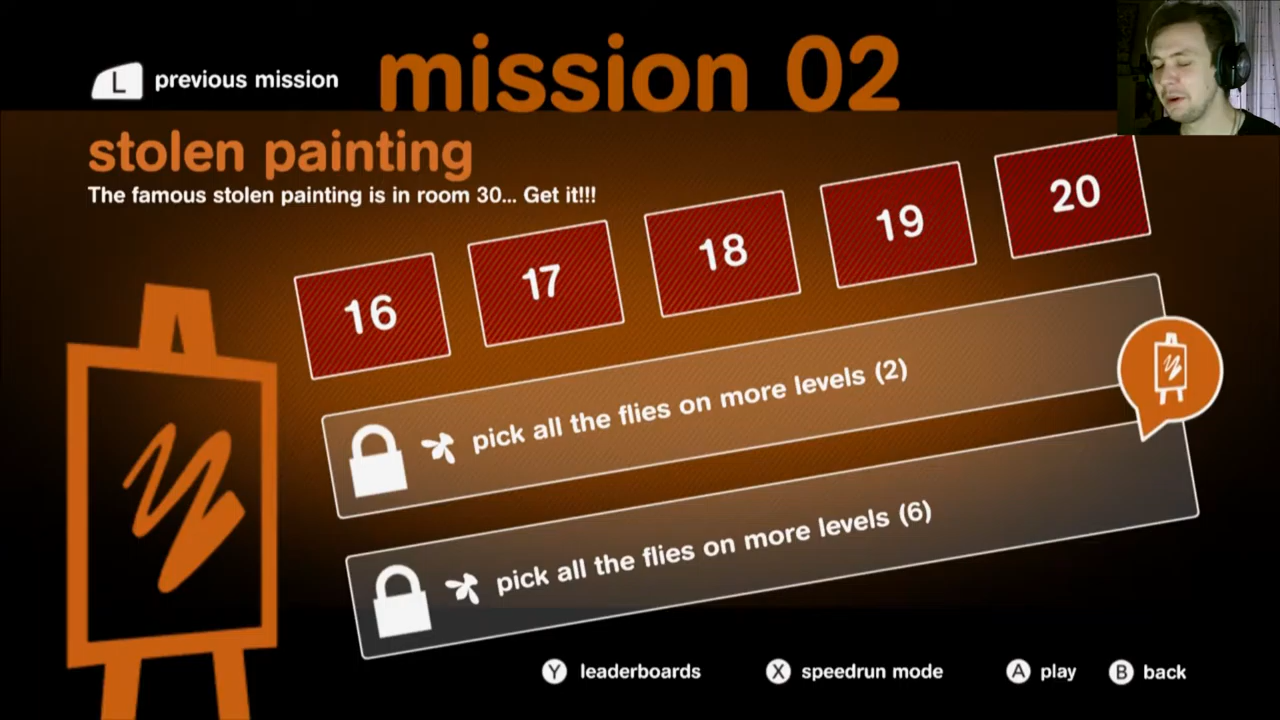 mission 02
L previous mission
stolen painting
The famous stolen painting is in room 30... Get it!!!
16 17 18 19 20
pick all the flies on more levels (2)
pick all the flies on more levels (6)
Y leaderboards X speedrun mode A play B back